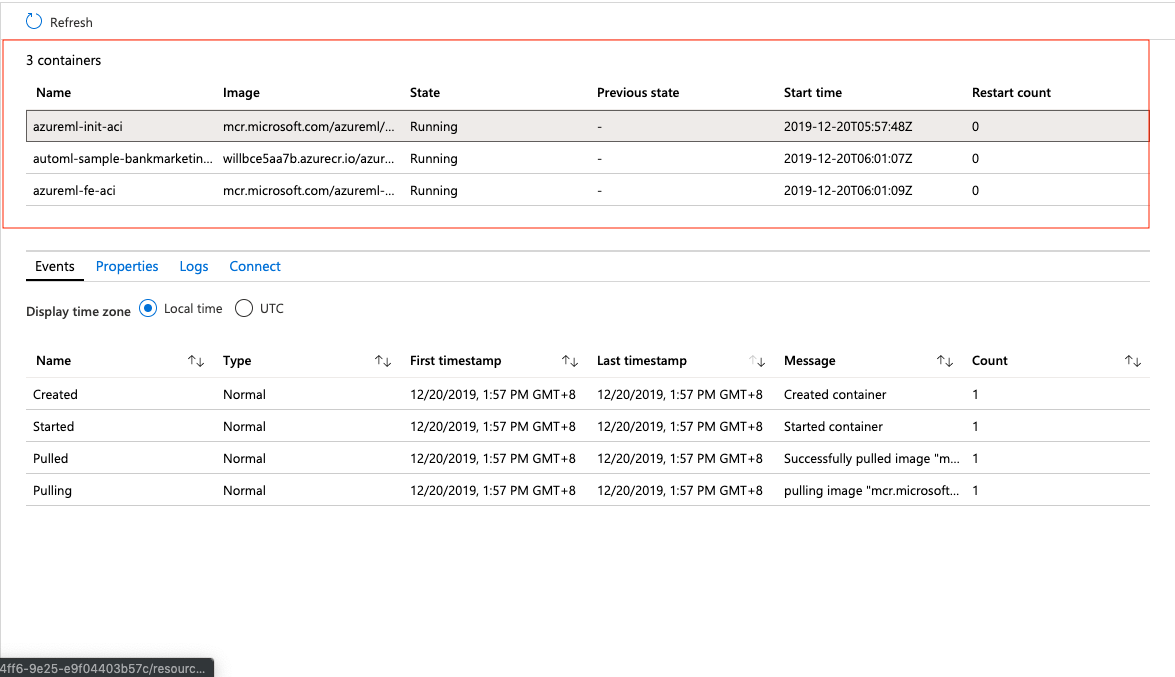 Refresh
3 containers
Name Image State Previous state Start time Restart count
azureml-init-aci mcr.microsoft.com/azureml/... Running - 2019-12-20T05:57:48Z 0
automl-sample-bankmarketin... willbce5aa7b.azurecr.io/azur... Running - 2019-12-20T06:01:07Z 0
azureml-fe-aci mcr.microsoft.com/azureml-... Running - 2019-12-20T06:01:09Z 0
Events Properties Logs Connect
Display time zone Local time UTC
Name Type First timestamp Last timestamp Message Count
Created Normal 12/20/2019, 1:57 PM GMT+8 12/20/2019, 1:57 PM GMT+8 Created container 1
Started Normal 12/20/2019, 1:57 PM GMT+8 12/20/2019, 1:57 PM GMT+8 Started container 1
Pulled Normal 12/20/2019, 1:57 PM GMT+8 12/20/2019, 1:57 PM GMT+8 Successfully pulled image "m... 1
Pulling Normal 12/20/2019, 1:57 PM GMT+8 12/20/2019, 1:57 PM GMT+8 pulling image "mcr.microsoft... 1
4ff6-9e25-e9f04403b57c/resourc...